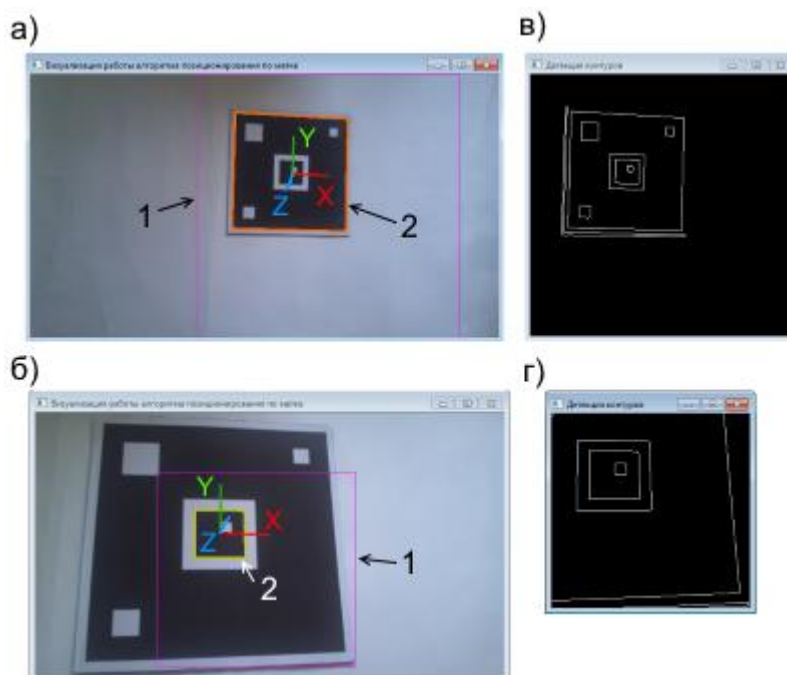 а)
в)
Визуализация работы алгоритма позиционирования по метке
Детекция контуров
Y
X
Z
1
2
б)
г)
Визуализация работы алгоритма позиционирования по метке
Детекция контуров
Y
X
Z
1
2